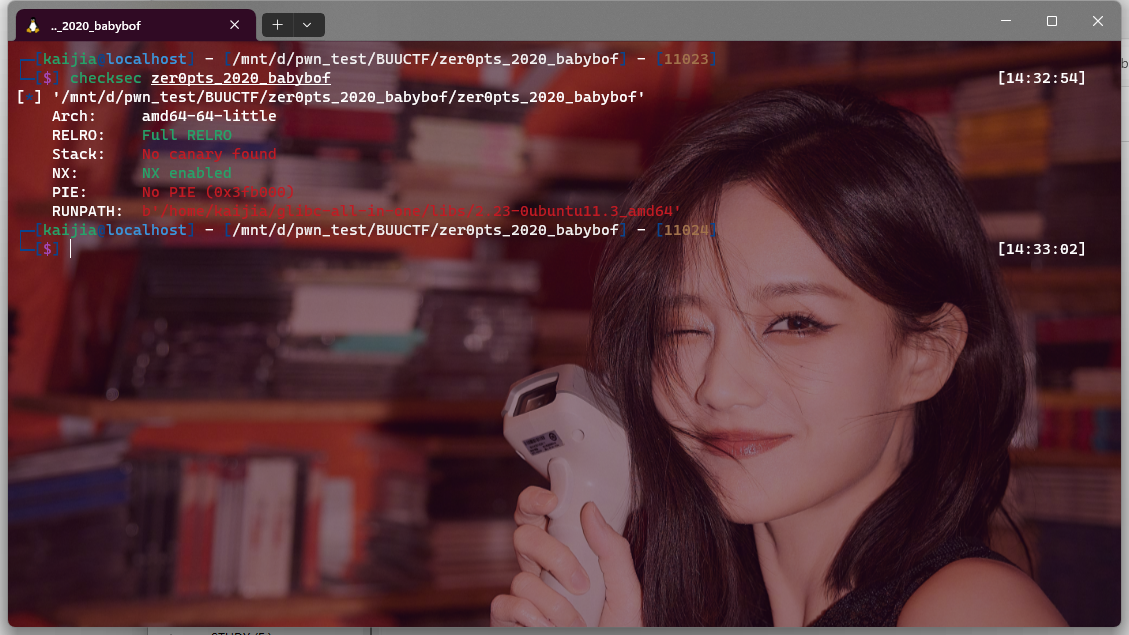 .._2020_babybof
[kaijia@localhost] - [/mnt/d/pwn_test/BUUCTF/zer0pts_2020_babybof] - [11023]
[$] checksec zer0pts_2020_babybof [14:32:54]
[*] '/mnt/d/pwn_test/BUUCTF/zer0pts_2020_babybof/zer0pts_2020_babybof'
Arch: amd64-64-little
RELRO: Full RELRO
Stack: No canary found
NX: NX enabled
PIE: No PIE (0x3fb000)
RUNPATH: b'/home/kaijia/glibc-all-in-one/libs/2.23-0ubuntu11.3_amd64'
[kaijia@localhost] - [/mnt/d/pwn_test/BUUCTF/zer0pts_2020_babybof] - [11024]
[$] [14:33:02]